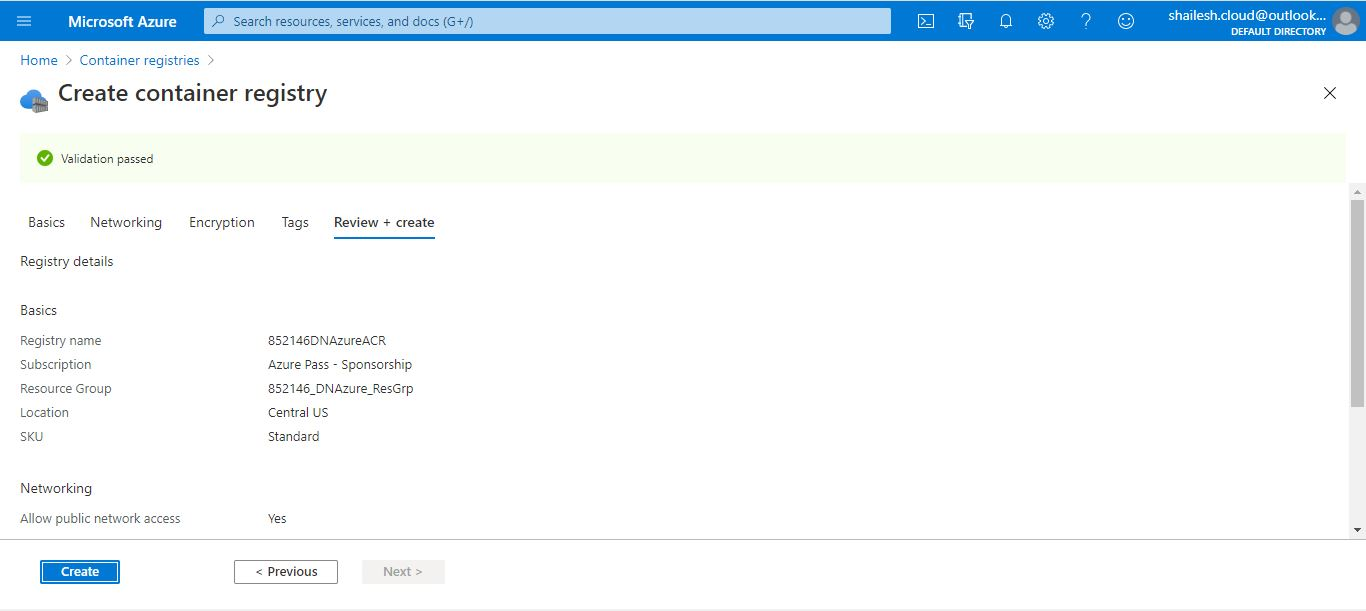 Microsoft Azure
Search resources, services, and docs (G+/)
shailesh.cloud@outlook...
DEFAULT DIRECTORY
Home > Container registries >
Create container registry
Validation passed
Basics Networking Encryption Tags Review + create
Registry details
Basics
Registry name 852146DNAzureACR
Subscription Azure Pass - Sponsorship
Resource Group 852146_DNAzure_ResGrp
Location Central US
SKU Standard
Networking
Allow public network access Yes
Create < Previous Next >